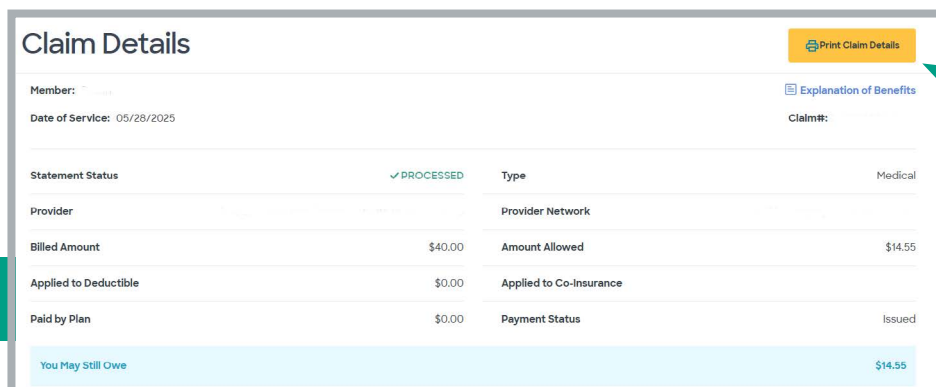 Claim Details
Print Claim Details
Member:
Explanation of Benefits
Date of Service: 05/28/2025
Claim#:
Statement Status ✓ PROCESSED Type Medical
Provider Provider Network
Billed Amount $40.00 Amount Allowed $14.55
Applied to Deductible $0.00 Applied to Co-Insurance
Paid by Plan $0.00 Payment Status Issued
You May Still Owe $14.55